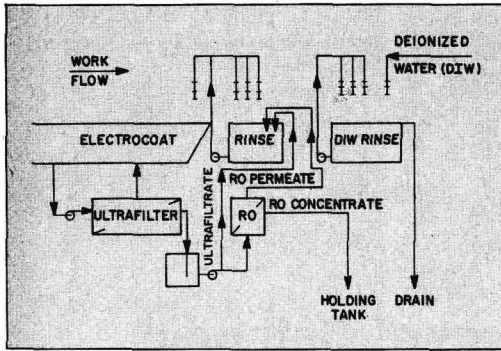 WORK
FLOW
DEIONIZED
WATER (DIW)
ELECTROCOAT
RINSE
DIW RINSE
ULTRAFILTRATE
RO PERMEATE
ULTRAFILTER
RO
RO CONCENTRATE
HOLDING
TANK
DRAIN